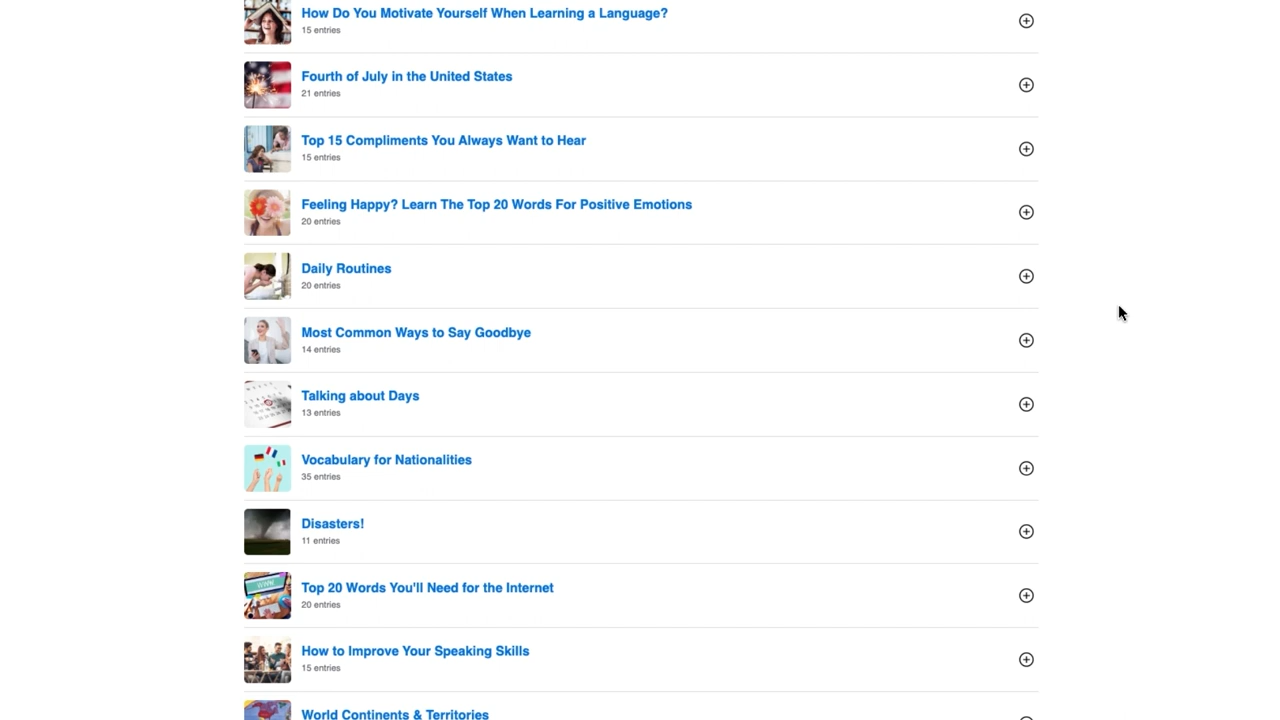 How Do You Motivate Yourself When Learning a Language?
15 entries
Fourth of July in the United States
21 entries
Top 15 Compliments You Always Want to Hear
15 entries
Feeling Happy? Learn The Top 20 Words For Positive Emotions
20 entries
Daily Routines
20 entries
Most Common Ways to Say Goodbye
14 entries
Talking about Days
13 entries
Vocabulary for Nationalities
35 entries
Disasters!
11 entries
Top 20 Words You'll Need for the Internet
20 entries
How to Improve Your Speaking Skills
15 entries
World Continents & Territories